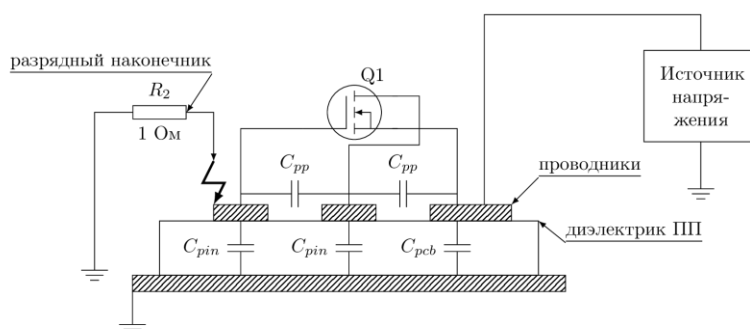 разрядный наконечник
Q1
R2
1 Ом
Источник
напря-
жения
Cpp
Cpp
проводники
диэлектрик ПП
Cpin
Cpin
Cpcb